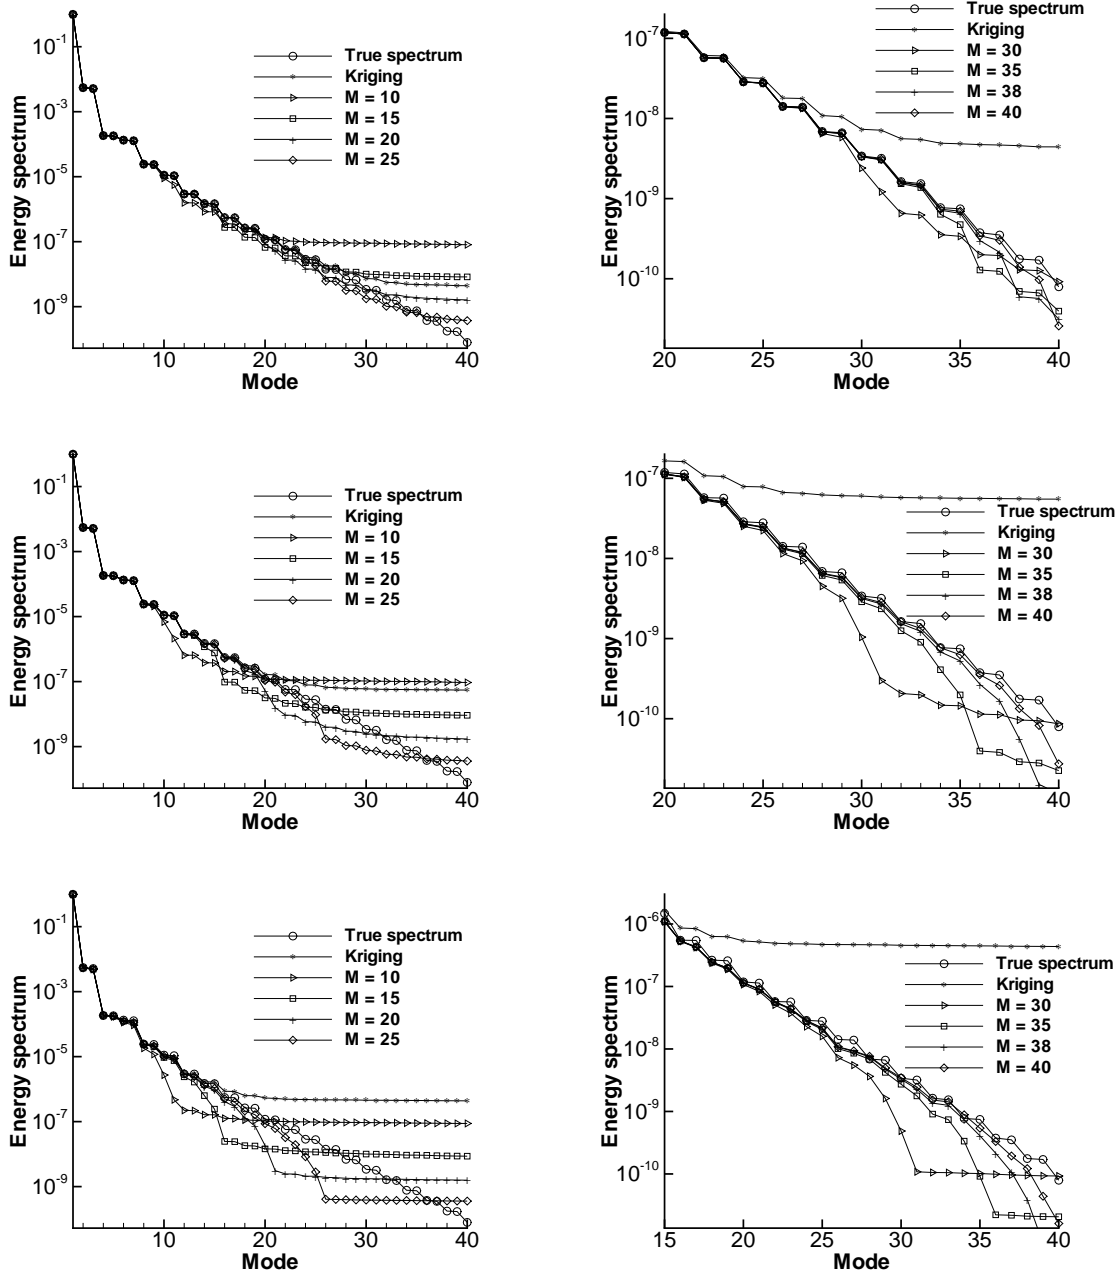 Energy spectrum
10^-1
10^-3
10^-5
10^-7
10^-9
True spectrum
Kriging
M = 10
M = 15
M = 20
M = 25
10 20 30 40
Mode
Energy spectrum
10^-7
10^-8
10^-9
10^-10
True spectrum
Kriging
M = 30
M = 35
M = 38
M = 40
20 25 30 35 40
Mode
Energy spectrum
10^-1
10^-3
10^-5
10^-7
10^-9
True spectrum
Kriging
M = 10
M = 15
M = 20
M = 25
10 20 30 40
Mode
Energy spectrum
10^-7
10^-8
10^-9
10^-10
True spectrum
Kriging
M = 30
M = 35
M = 38
M = 40
20 25 30 35 40
Mode
Energy spectrum
10^-1
10^-3
10^-5
10^-7
10^-9
True spectrum
Kriging
M = 10
M = 15
M = 20
M = 25
10 20 30 40
Mode
Energy spectrum
10^-6
10^-7
10^-8
10^-9
10^-10
True spectrum
Kriging
M = 30
M = 35
M = 38
M = 40
15 20 25 30 35 40
Mode